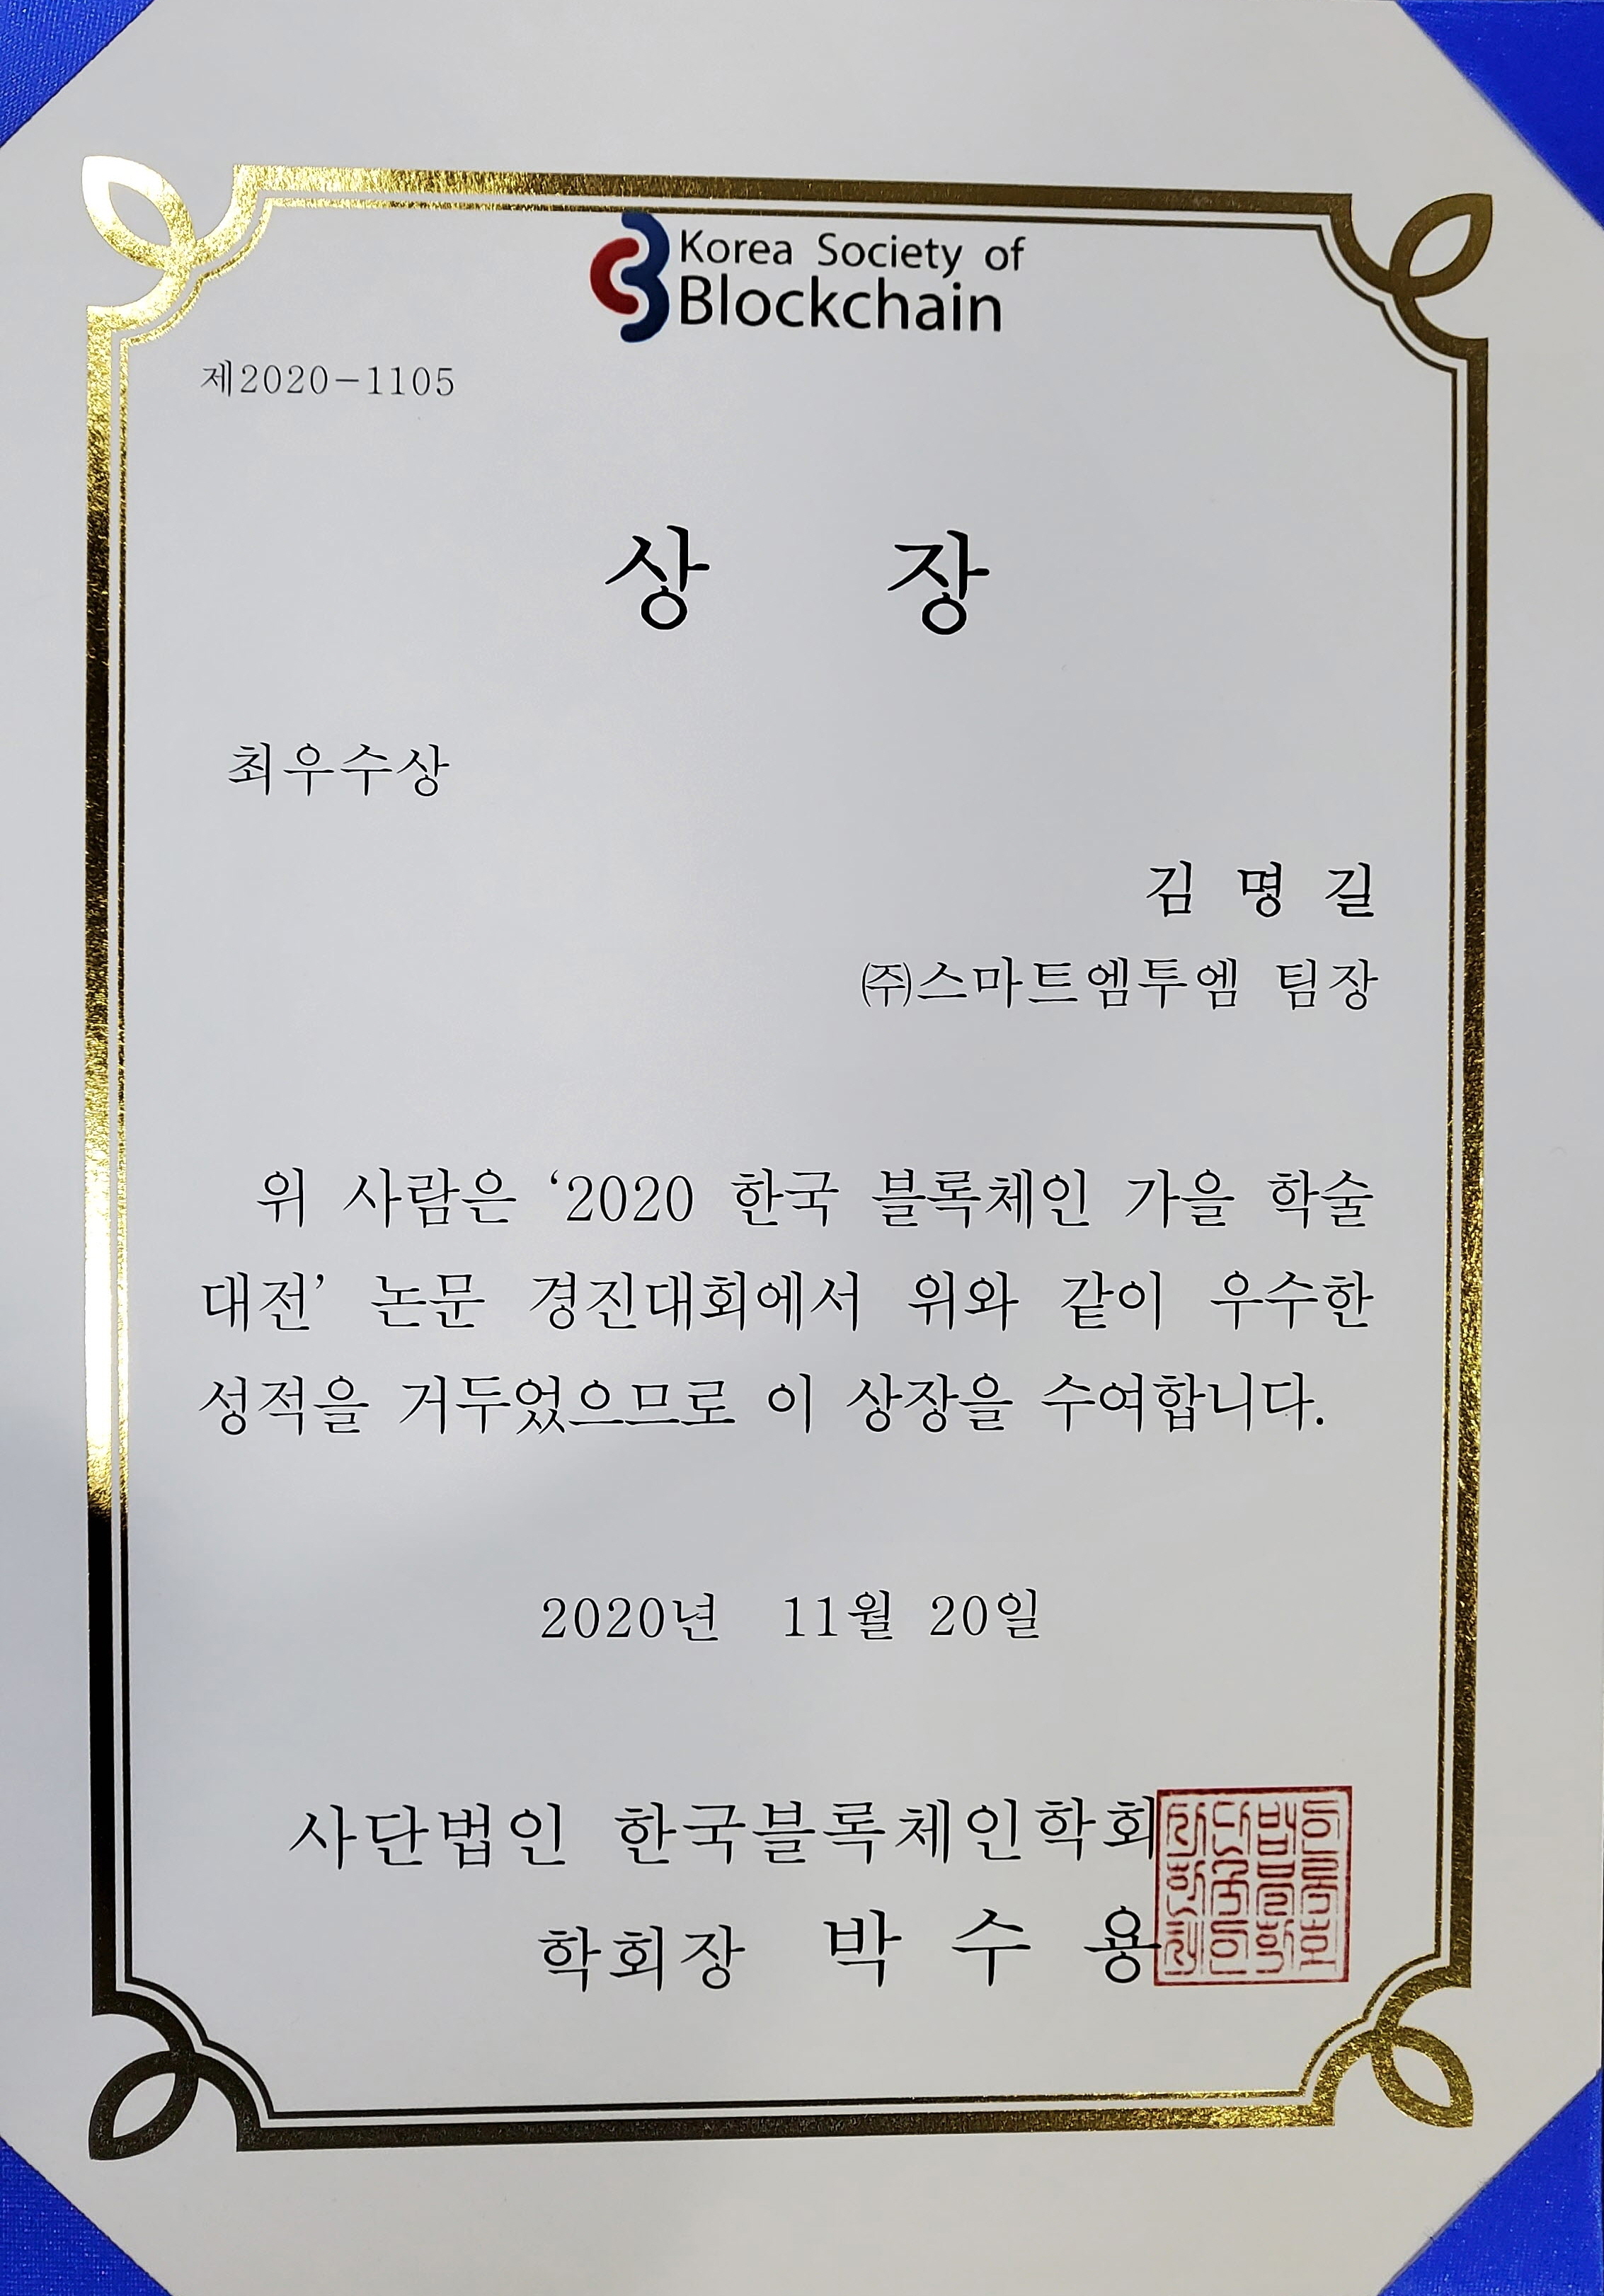 Korea Society of
Blockchain
제2020-1105
상 장
최우수상
김 명 길
㈜스마트엠투엠 팀장
위 사람은 ‘2020 한국 블록체인 가을 학술
대전’ 논문 경진대회에서 위와 같이 우수한
성적을 거두었으므로 이 상장을 수여합니다.
2020년 11월 20일
사단법인 한국블록체인학회
학회장 박 수 용